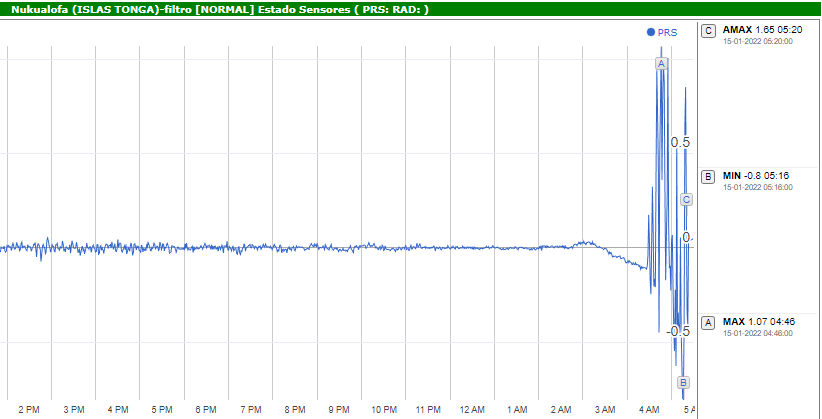 Nukualofa (ISLAS TONGA)-filtro [NORMAL] Estado Sensores ( PRS: RAD: )
PRS
C AMAX 1.65 05:20
15-01-2022 05:20:00
A
0.5
B MIN -0.8 05:16
15-01-2022 05:16:00
C
0.
A MAX 1.07 04:46
15-01-2022 04:46:00
-0.5
B
2 PM 3 PM 4 PM 5 PM 6 PM 7 PM 8 PM 9 PM 10 PM 11 PM 12 AM 1 AM 2 AM 3 AM 4 AM 5 A